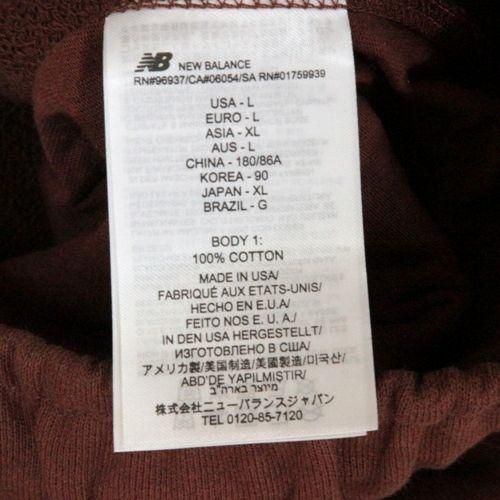 NB NEW BALANCE
RN#96937/CA#06054/SA RN#01759939
USA - L
EURO - L
ASIA - XL
AUS - L
CHINA - 180/86A
KOREA - 90
JAPAN - XL
BRAZIL - G
BODY 1:
100% COTTON
MADE IN USA/
FABRIQUÉ AUX ETATS-UNIS/
HECHO EN E.U.A/
FEITO NOS E. U. A./
IN DEN USA HERGESTELLT/
ИЗГОТОВЛЕНО В США/
アメリカ製/美国制造/美國製造/미국산/
ABD'DE YAPILMIŞTIR/
מיוצר בארה"ב
株式会社ニューバランスジャパン
TEL 0120-85-7120